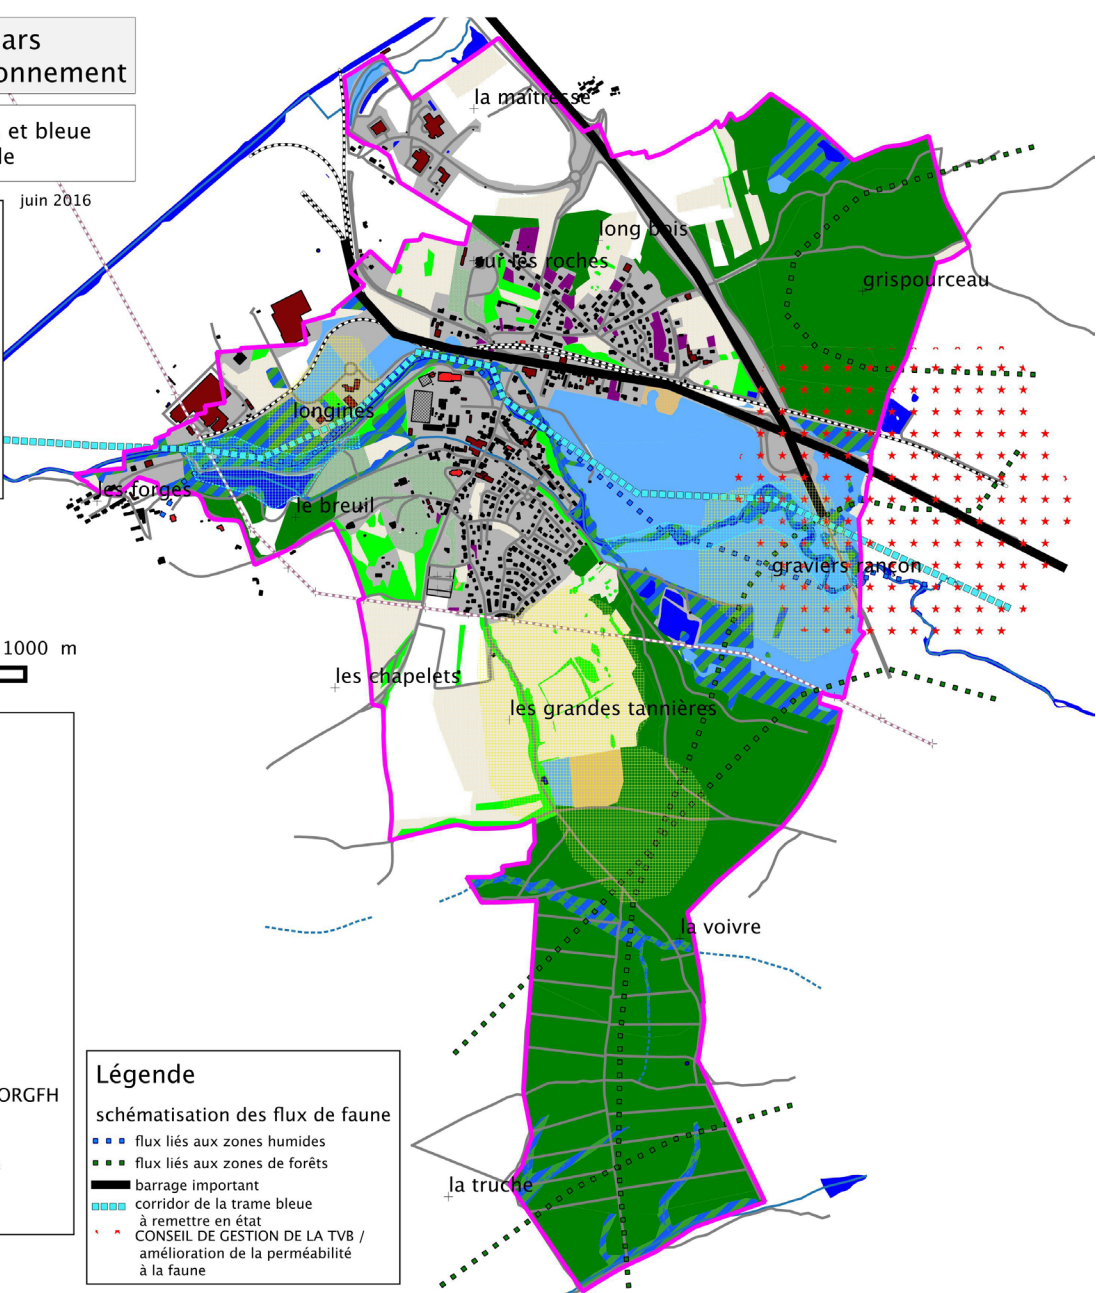 ars
onnement
et bleue
le
juin 2016
la maitresse
long bois
sur les roches
grispourceau
longines
les forges
le breuil
graviers rancon
1000 m
les chapelets
les grandes tannières
la voivre
ORGFH
la truche
Légende
schématisation des flux de faune
flux liés aux zones humides
flux liés aux zones de forêts
barrage important
corridor de la trame bleue
à remettre en état
CONSEIL DE GESTION DE LA TVB /
amélioration de la perméabilité
à la faune